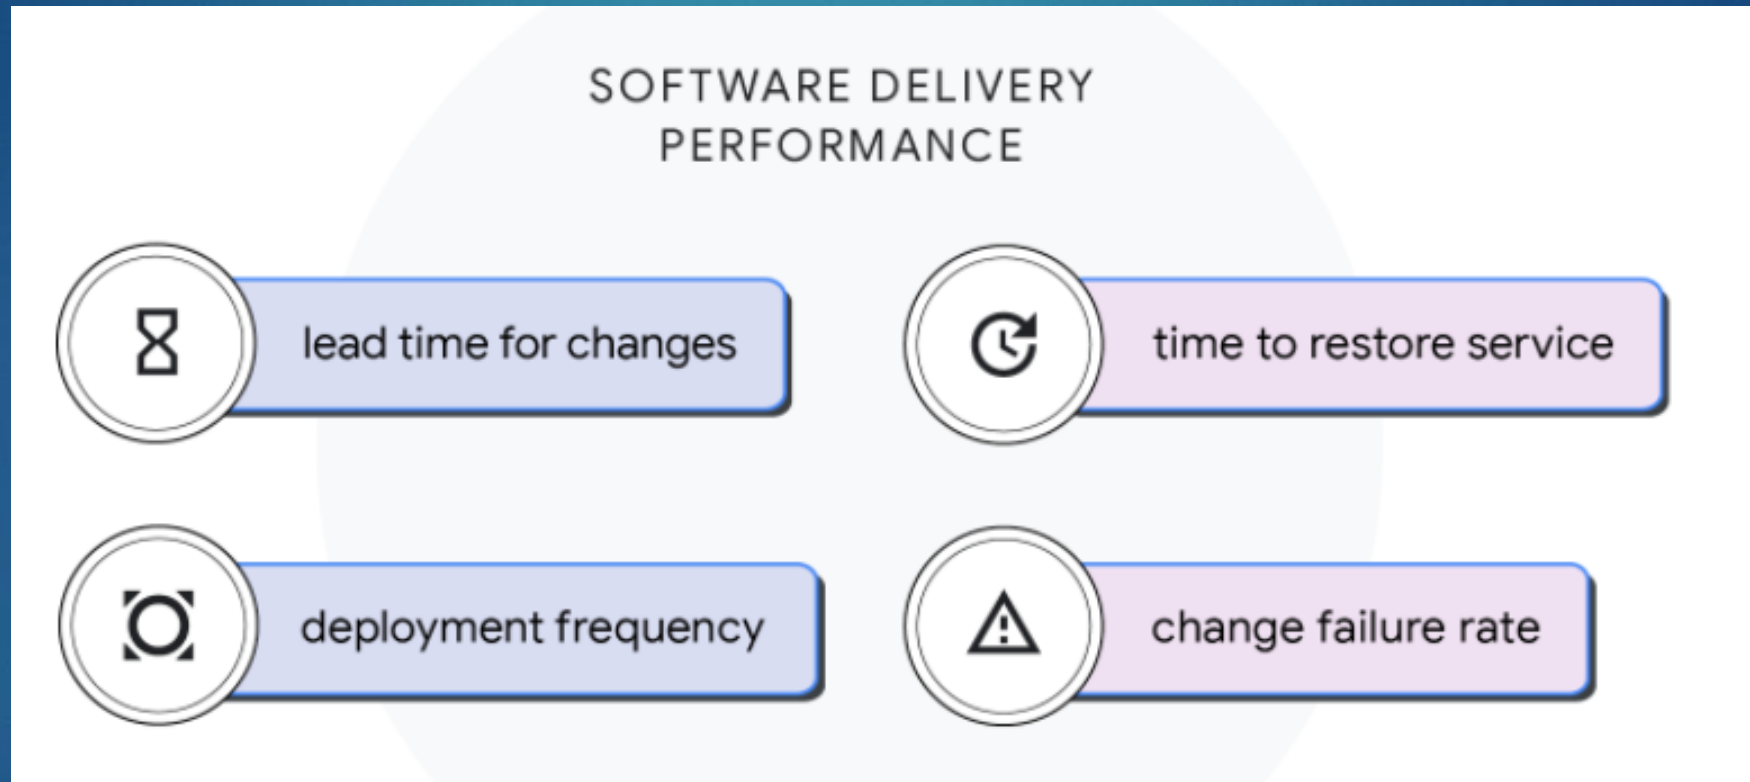 SOFTWARE DELIVERY
PERFORMANCE
lead time for changes
time to restore service
deployment frequency
change failure rate